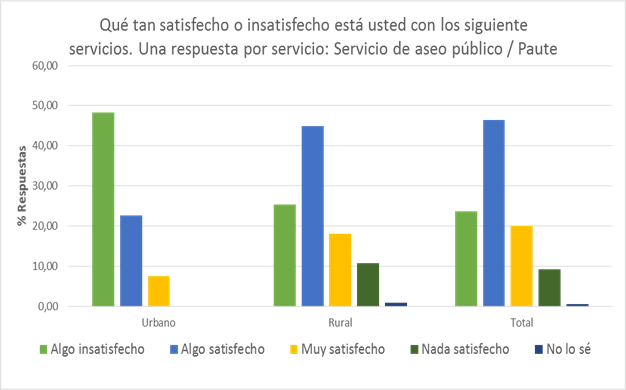 Qué tan satisfecho o insatisfecho está usted con los siguiente
servicios. Una respuesta por servicio: Servicio de aseo público / Paute
% Respuestas
60,00
50,00
40,00
30,00
20,00
10,00
0,00
Urbano Rural Total
Algo insatisfecho Algo satisfecho Muy satisfecho Nada satisfecho No lo sé